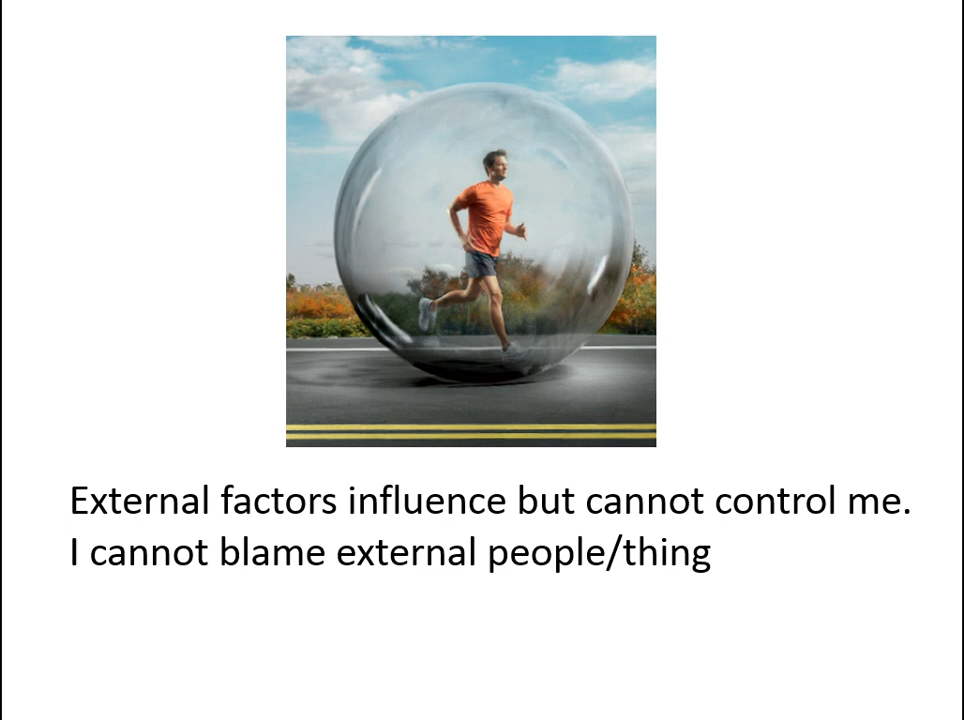 External factors influence but cannot control me.
I cannot blame external people/thing